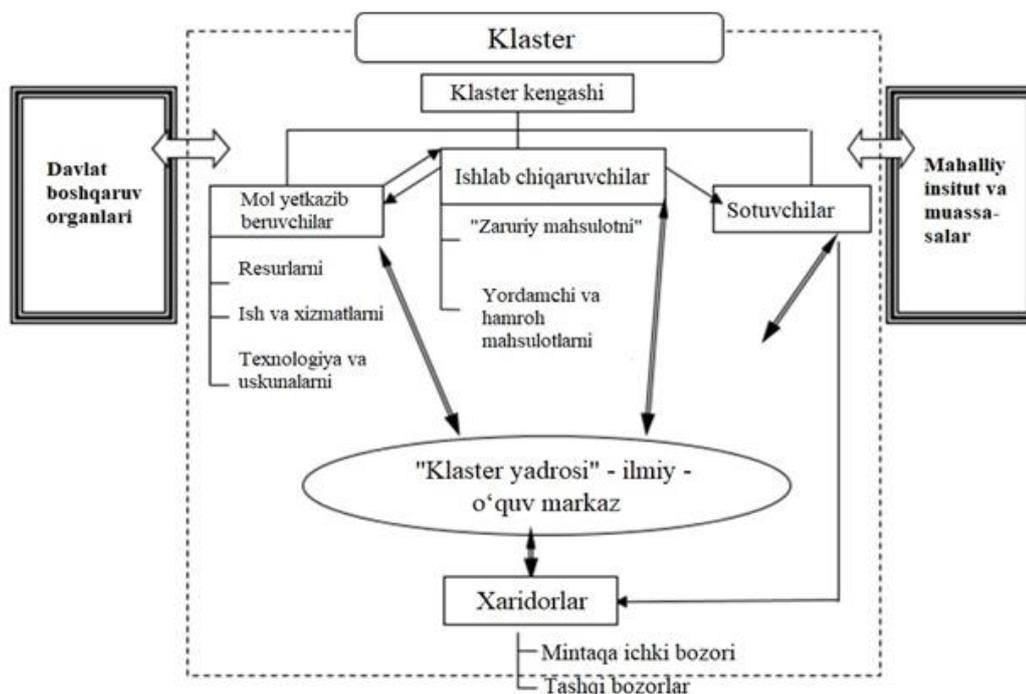 Klaster
Klaster kengashi
Davlat
boshqaruv
organlari
Mol yetkazib
beruvchilar
Resurlarni
Ish va xizmatlarni
Texnologiya va
uskunalarni
Ishlab chiqaruvchilar
"Zaruriy mahsulotni"
Yordamchi va
hamroh
mahsulotlarni
Sotuvchilar
Mahalliy
insitut va
muassa-
salar
"Klaster yadrosi" - ilmiy -
o‘quv markaz
Xaridorlar
Mintaqa ichki bozori
Tashqi bozorlar